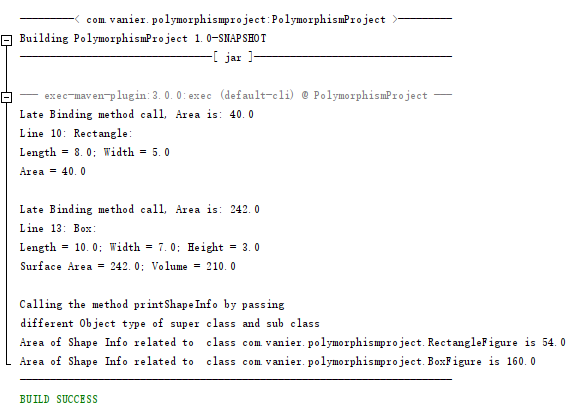 ---------< com.vanier.polymorphismproject:PolymorphismProject >---------
Building PolymorphismProject 1.0-SNAPSHOT
--------------------------------[ jar ]---------------------------------
--- exec-maven-plugin:3.0.0:exec (default-cli) @ PolymorphismProject ---
Late Binding method call, Area is: 40.0
Line 10: Rectangle:
Length = 8.0; Width = 5.0
Area = 40.0
Late Binding method call, Area is: 242.0
Line 13: Box:
Length = 10.0; Width = 7.0; Height = 3.0
Surface Area = 242.0; Volume = 210.0
Calling the method printShapeInfo by passing
different Object type of super class and sub class
Area of Shape Info related to  class com.vanier.polymorphismproject.RectangleFigure is 54.0
Area of Shape Info related to  class com.vanier.polymorphismproject.BoxFigure is 160.0
------------------------------------------------------------------------
BUILD SUCCESS